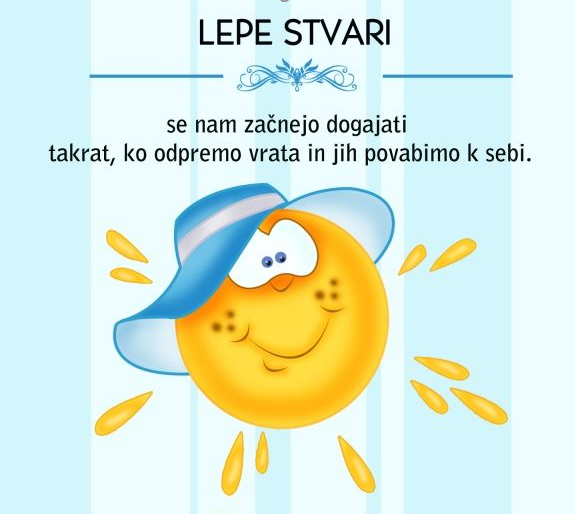 LEPE STVARI
se nam začnejo dogajati
takrat, ko odpremo vrata in jih povabimo k sebi.